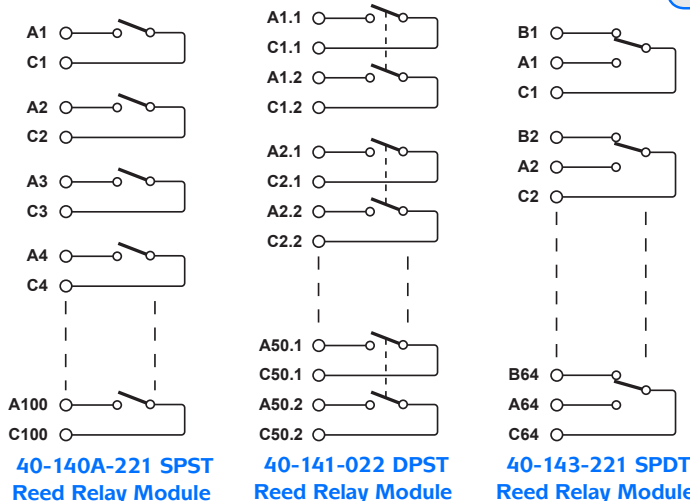 A1
C1
A2
C2
A3
C3
A4
C4
A100
C100
40-140A-221 SPST
Reed Relay Module
A1.1
C1.1
A1.2
C1.2
A2.1
C2.1
A2.2
C2.2
A50.1
C50.1
A50.2
C50.2
40-141-022 DPST
Reed Relay Module
B1
A1
C1
B2
A2
C2
B64
A64
C64
40-143-221 SPDT
Reed Relay Module